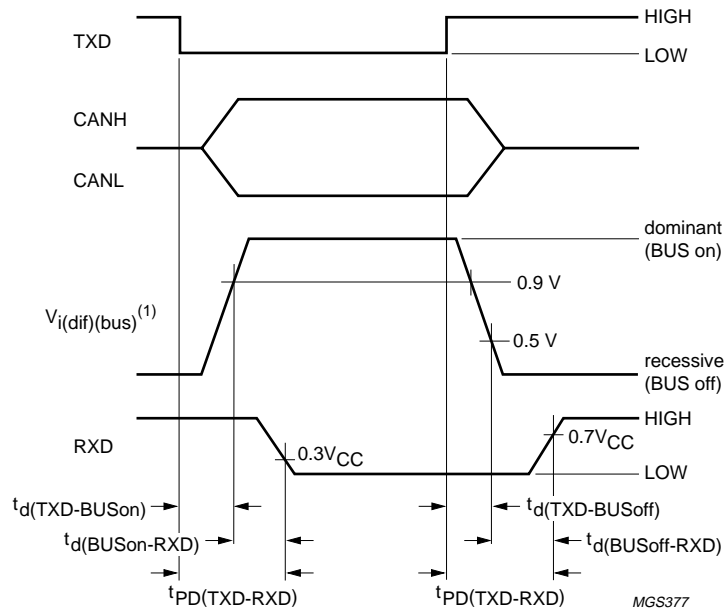 TXD
HIGH
LOW
CANH
CANL
dominant
(BUS on)
0.9 V
Vi(dif)(bus)(1)
0.5 V
recessive
(BUS off)
HIGH
RXD
0.3VCC
0.7VCC
LOW
td(TXD-BUSon)
td(TXD-BUSoff)
td(BUSon-RXD)
td(BUSoff-RXD)
tPD(TXD-RXD)
tPD(TXD-RXD)
MGS377